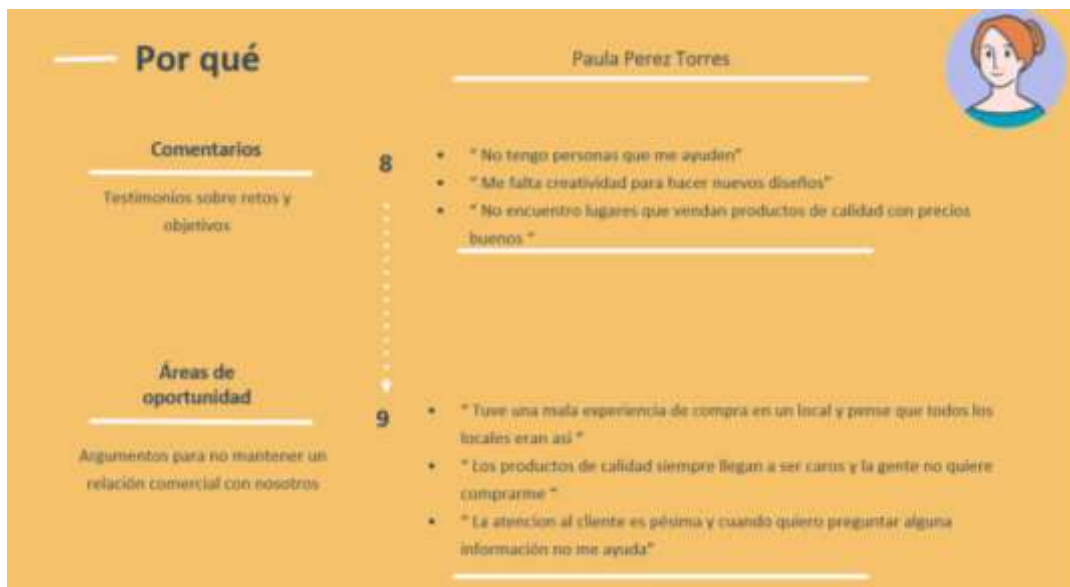 Por qué
Paula Perez Torres
Comentarios
Testimonios sobre retos y
objetivos
8
• " No tengo personas que me ayuden"
• " Me falta creatividad para hacer nuevos diseños"
• " No encuentro lugares que vendan productos de calidad con precios
buenos "
Áreas de
oportunidad
Argumentos para no mantener un
relación comercial con nosotros
9
• " Tuve una mala experiencia de compra en un local y pense que todos los
locales eran asi "
• " Los productos de calidad siempre llegan a ser caros y la gente no quiere
comprarme "
• " La atencion al cliente es pésima y cuando quiero preguntar alguna
información no me ayuda"